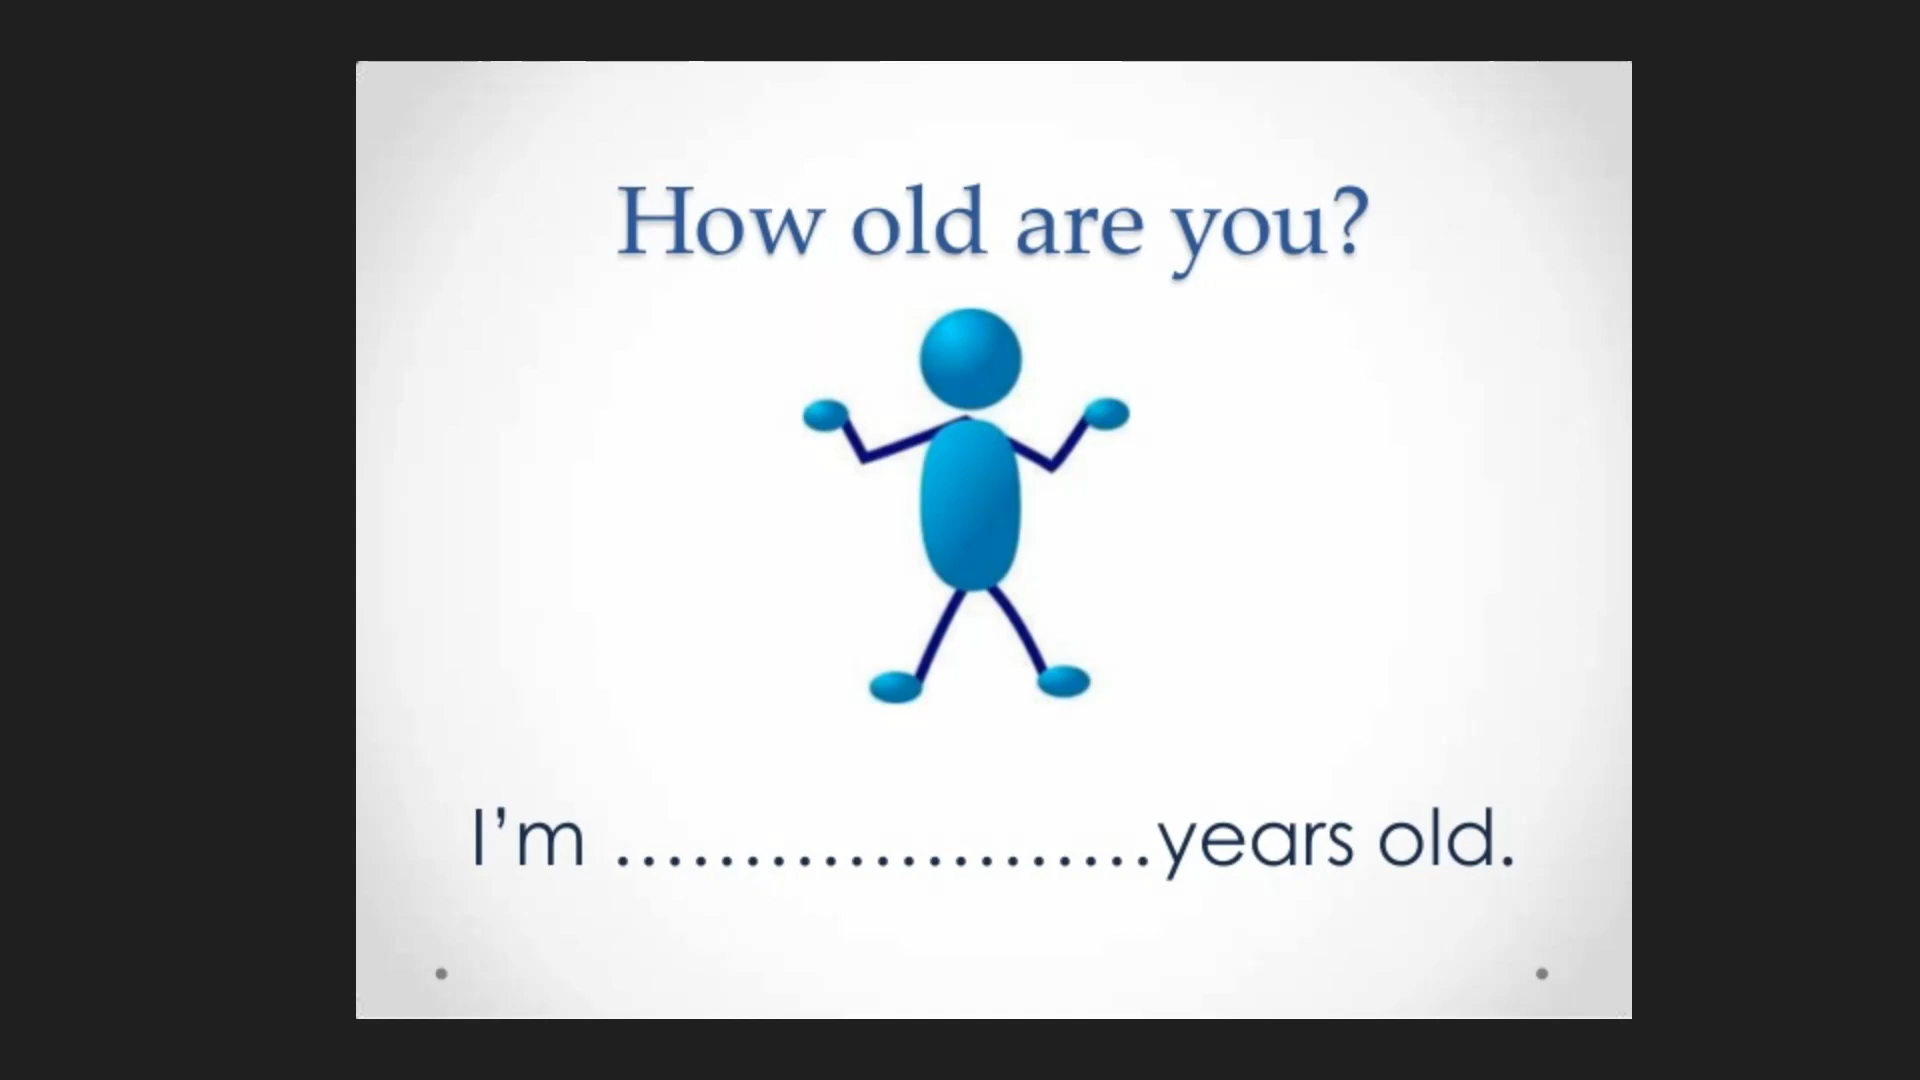 How old are you?
I’m .....................years old.